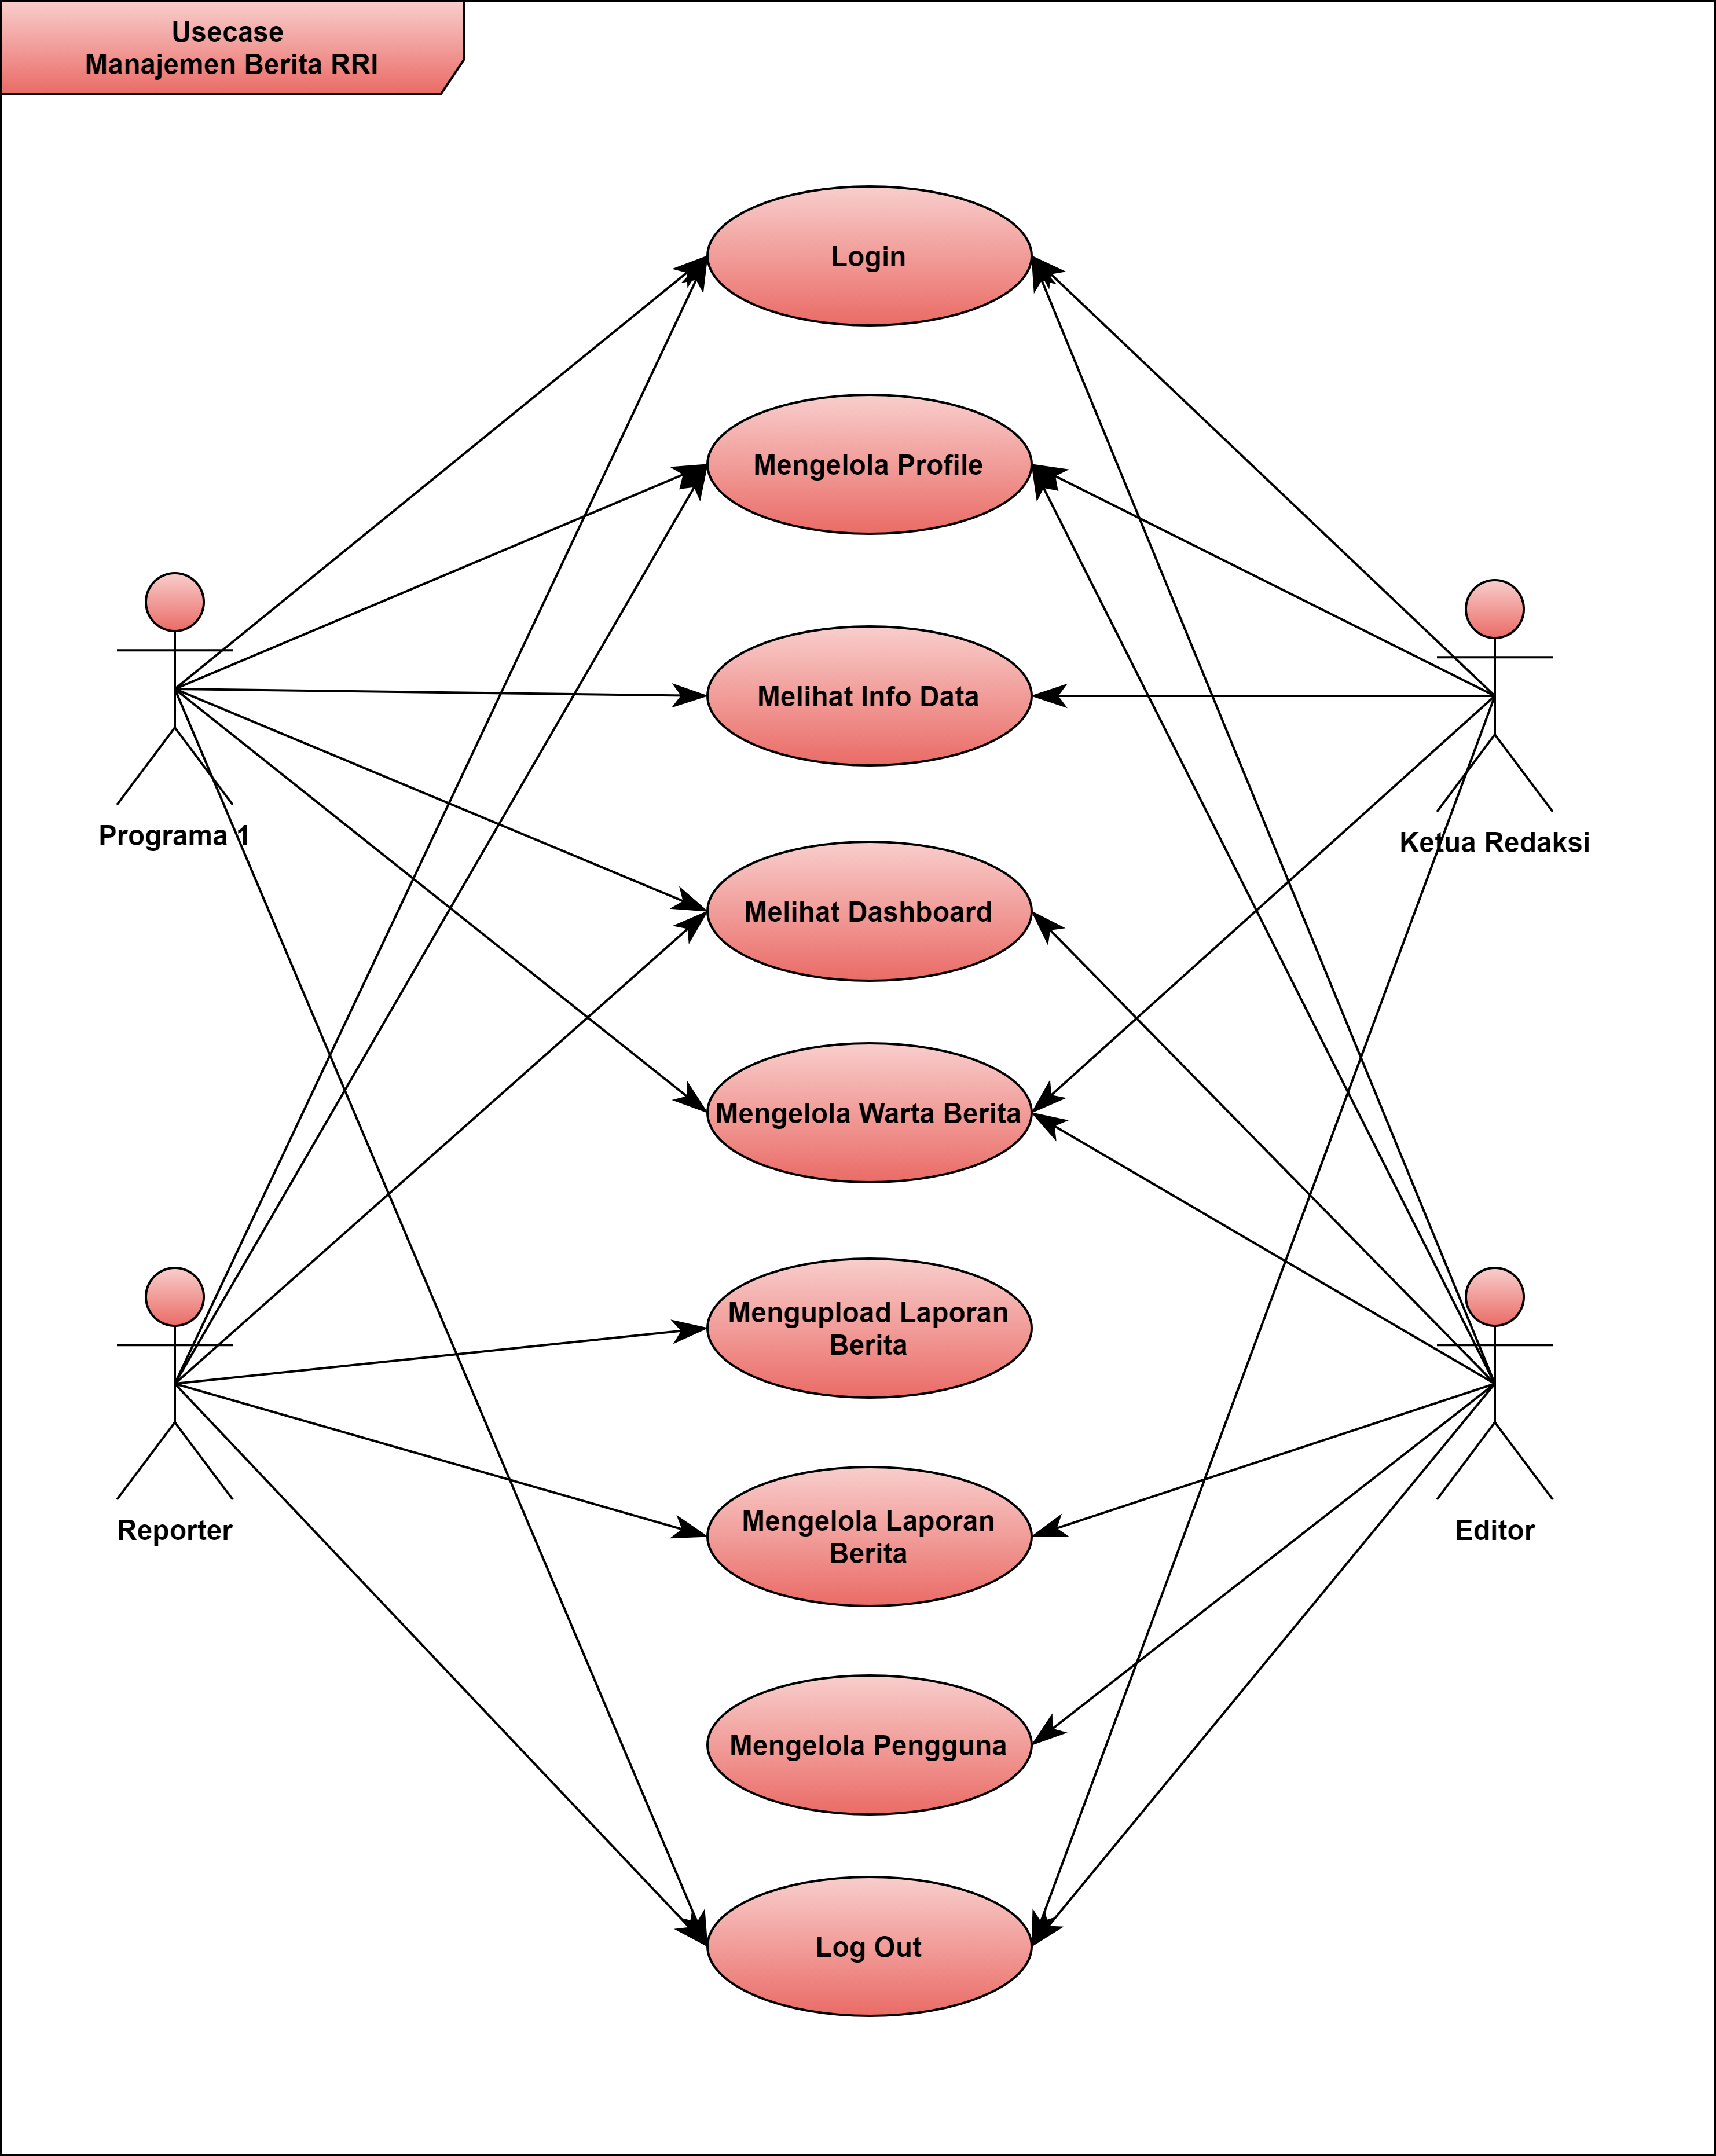 Usecase
Manajemen Berita RRI
Login
Mengelola Profile
Melihat Info Data
Programa 1
Ketua Redaksi
Melihat Dashboard
Mengelola Warta Berita
Mengupload Laporan
Berita
Reporter
Editor
Mengelola Laporan
Berita
Mengelola Pengguna
Log Out